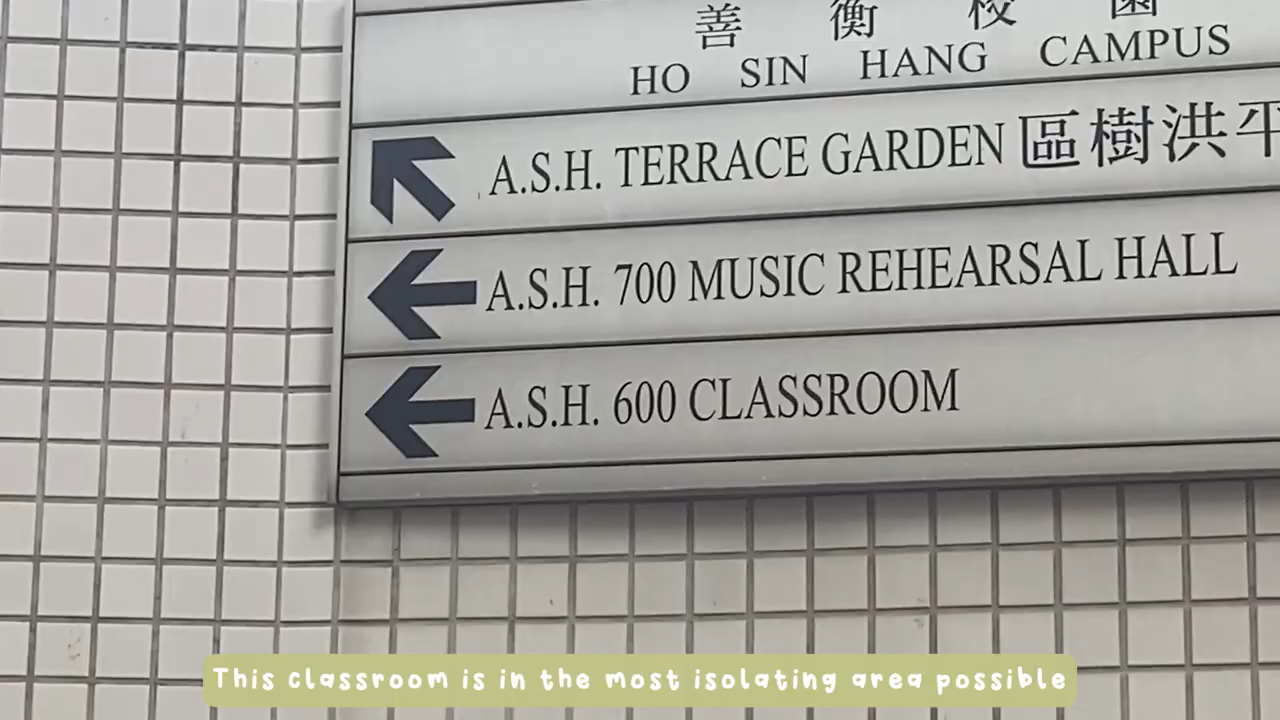 善衡校園
HO SIN HANG CAMPUS
A.S.H. TERRACE GARDEN 區樹洪平
A.S.H. 700 MUSIC REHEARSAL HALL
A.S.H. 600 CLASSROOM
This classroom is in the most isolating area possible